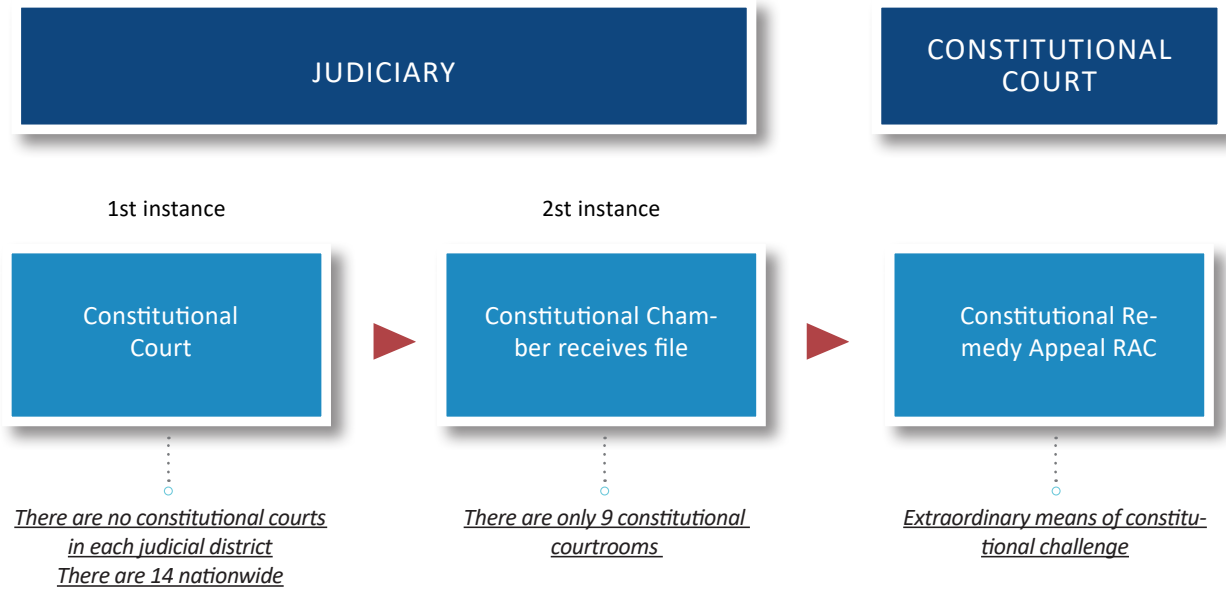 JUDICIARY
CONSTITUTIONAL
COURT
1st instance
2st instance
Constitutional
Court
Constitutional Cham-
ber receives file
Constitutional Re-
medy Appeal RAC
There are no constitutional courts
in each judicial district
There are 14 nationwide
There are only 9 constitutional
courtrooms
Extraordinary means of constitu-
tional challenge